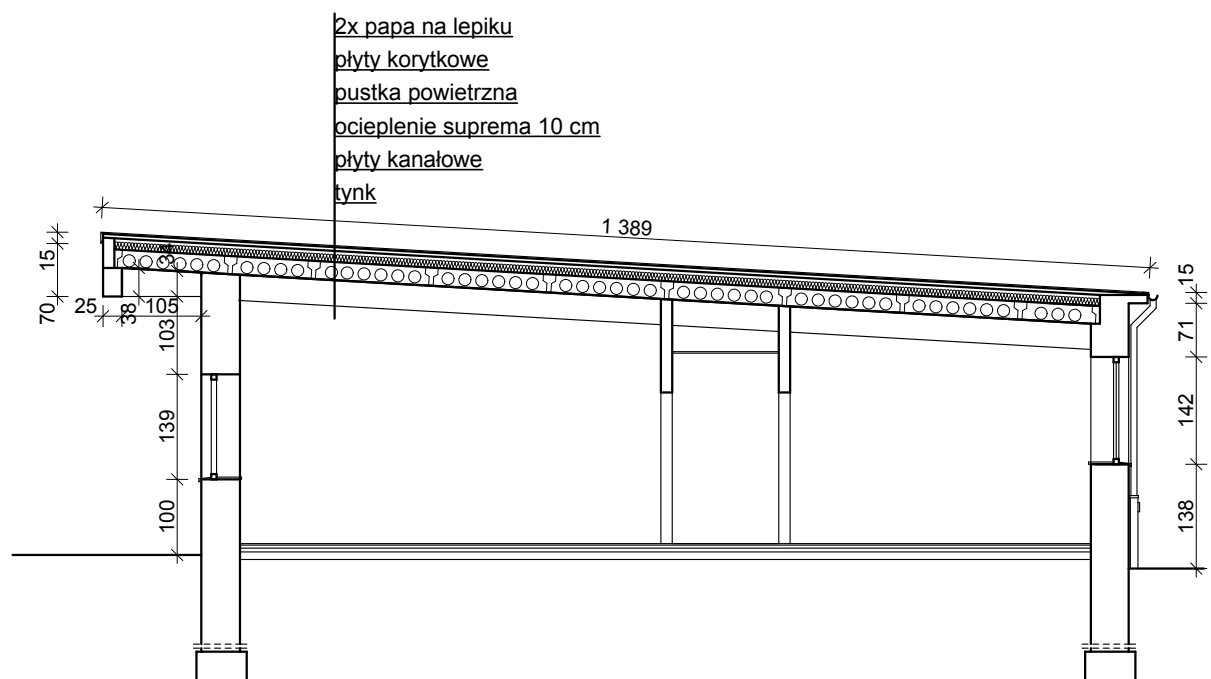 2x papa na lepiku
płyty korytkowe
pustka powietrzna
ocieplenie suprema 10 cm
płyty kanałowe
tynk
1 389
15
70
25
38
105
34
103
139
100
15
71
142
138